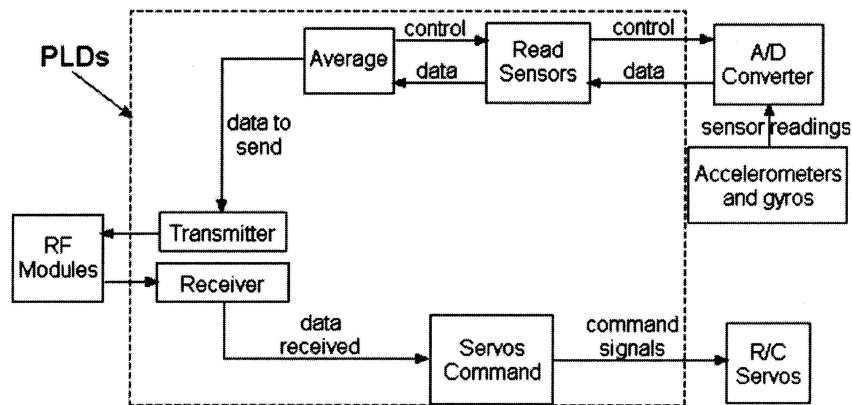 PLDs
Average
control
data
Read
Sensors
control
data
A/D
Converter
sensor readings
Accelerometers
and gyros
data to
send
Transmitter
RF
Modules
Receiver
data
received
Servos
Command
command
signals
R/C
Servos